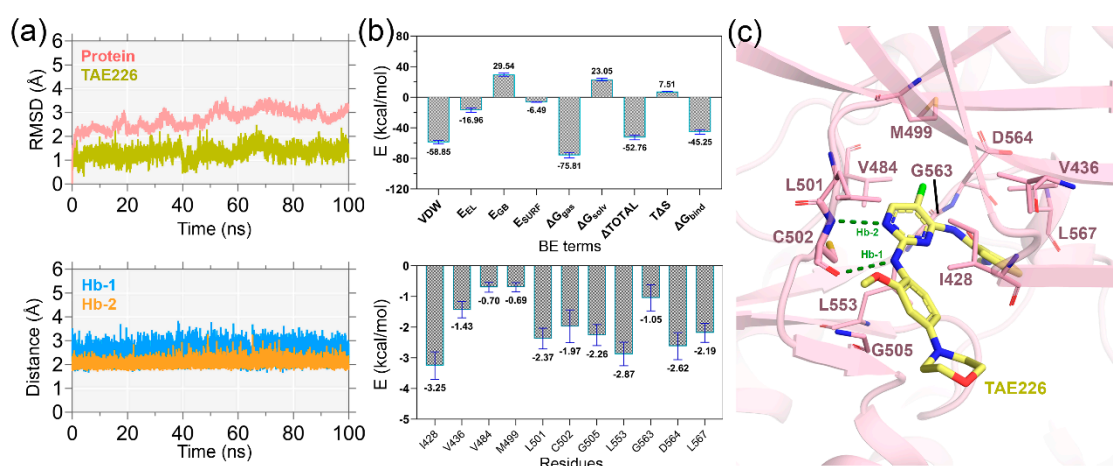 (a)
6
5
4
3
2
1
0
RMSD (Å)
Protein
TAE226
0 20 40 60 80 100
Time (ns)
6
5
4
3
2
1
0
Distance (Å)
Hb-1
Hb-2
0 20 40 60 80 100
Time (ns)
(b)
80
40
0
-40
-80
-120
E (kcal/mol)
-58.85
-16.96
29.54
-6.49
-75.81
23.05
-52.76
7.51
-45.25
VDW
E_EL
E_GB
E_SURF
ΔG_gas
ΔG_solv
ΔTOTAL
TΔS
ΔG_bind
BE terms
0
-1
-2
-3
-4
-5
E (kcal/mol)
-3.25
-1.43
-0.70
-0.69
-2.37
-1.97
-2.26
-2.87
-1.05
-2.62
-2.19
I428
V436
V484
M499
L501
C502
G505
L553
G563
D564
L567
Residues
(c)
M499
D564
V484
G563
V436
L501
Hb-2
L567
C502
Hb-1
I428
L553
G505
TAE226